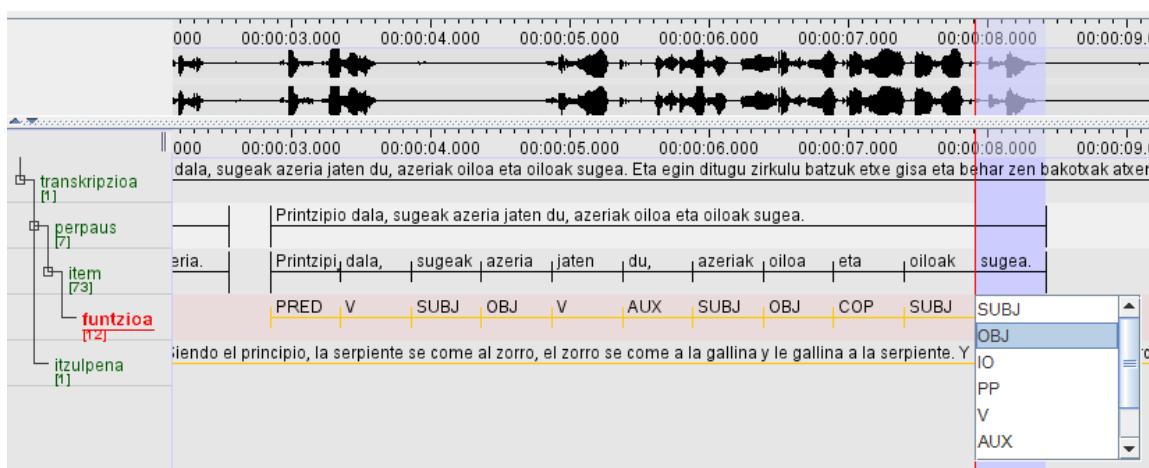 000 00:00:03.000 00:00:04.000 00:00:05.000 00:00:06.000 00:00:07.000 00:00:08.000 00:00:09.
000 00:00:03.000 00:00:04.000 00:00:05.000 00:00:06.000 00:00:07.000 00:00:08.000 00:00:09.
transkripzioa
[1]
dala, sugeak azeria jaten du, azeriak oiloa eta oiloak sugea. Eta egin ditugu zirkulu batzuk etxe gisa eta behar zen bakotxak atxer
perpaus
[7]
Printzipio dala, sugeak azeria jaten du, azeriak oiloa eta oiloak sugea.
item
[73]
eria. Printzipi, dala, sugeak azeria jaten du, azeriak oiloa eta oiloak sugea.
funtzioa
[12]
PRED V SUBJ OBJ V AUX SUBJ OBJ COP SUBJ
SUBJ
OBJ
IO
PP
V
AUX
itzulpena
[1]
Siendo el principio, la serpiente se come al zorro, el zorro se come a la gallina y le gallina a la serpiente. Y